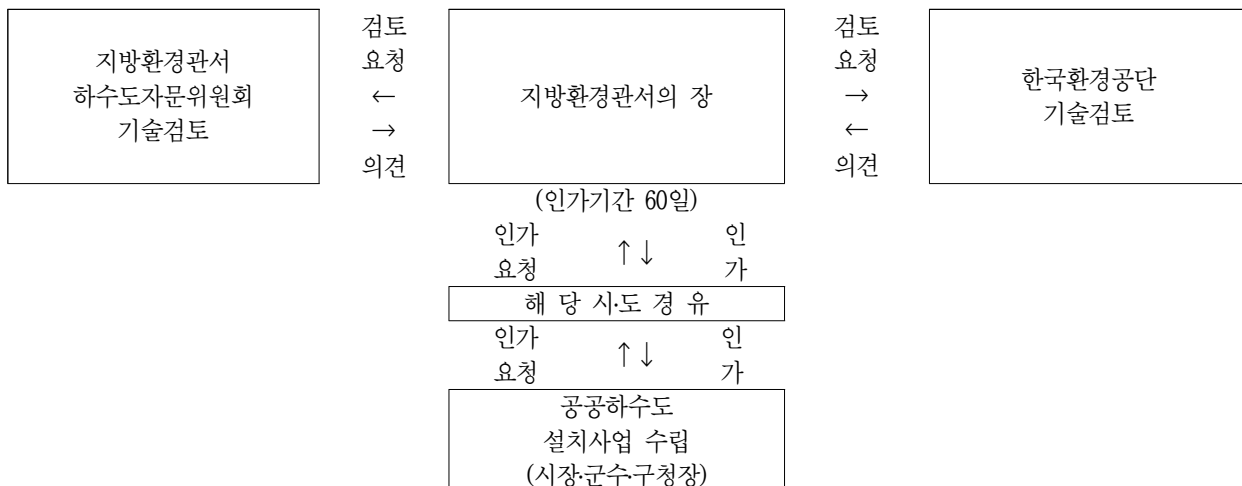 지방환경관서
하수도자문위원회
기술검토
검토
요청
←
→
의견
지방환경관서의 장
검토
요청
→
←
의견
한국환경공단
기술검토
(인가기간 60일)
인가
요청
↑↓
인
가
해 당 시·도 경 유
인가
요청
↑↓
인
가
공공하수도
설치사업 수립
(시장·군수·구청장)